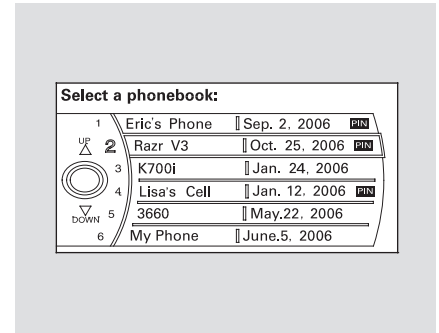 Select a phonebook:
1 Eric's Phone Sep. 2, 2006 PIN
UP 2 Razr V3 Oct. 25, 2006 PIN
3 K700i Jan. 24, 2006
4 Lisa's Cell Jan. 12. 2006 PIN
DOWN 5 3660 May.22, 2006
6 My Phone June.5, 2006